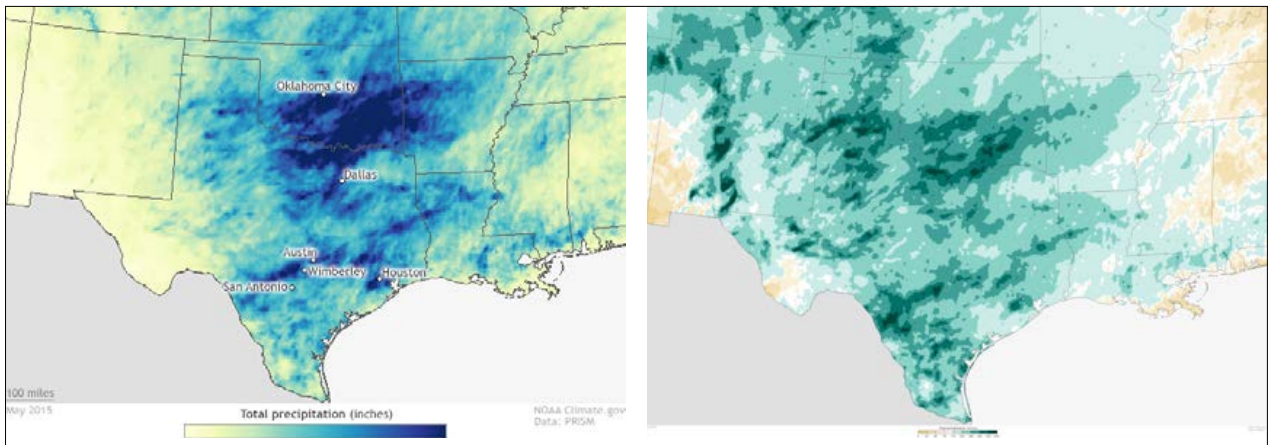 Oklahoma City
Dallas
Austin
Wimberley
Houston
San Antonio
100 miles
May 2015
Total precipitation (inches)
NOAA Climate.gov
Data: PRISM